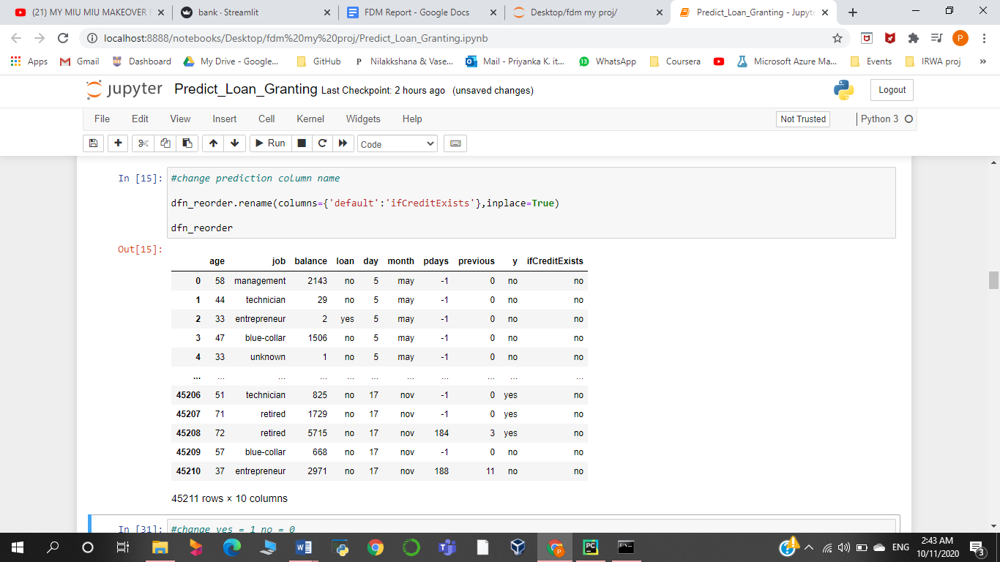 (21) MY MIU MIU MAKEOVER
bank · Streamlit
FDM Report - Google Docs
Desktop/fdm my proj/
Predict_Loan_Granting - Jupyte
localhost:8888/notebooks/Desktop/fdm%20my%20proj/Predict_Loan_Granting.ipynb
P
Apps
Gmail
Dashboard
My Drive - Google...
GitHub
P Nilakkshana & Vase...
Mail - Priyanka K. it...
13 WhatsApp
Coursera
Microsoft Azure Ma...
Events
IRWA proj
»
jupyter Predict_Loan_Granting Last Checkpoint: 2 hours ago (unsaved changes)
Logout
File Edit View Insert Cell Kernel Widgets Help
Not Trusted
Python 3
Run
Code
In [15]:
#change prediction column name
dfn_reorder.rename(columns={'default':'ifCreditExists'},inplace=True)
dfn_reorder
Out[15]:
age job balance loan day month pdays previous y ifCreditExists
0 58 management 2143 no 5 may -1 0 no no
1 44 technician 29 no 5 may -1 0 no no
2 33 entrepreneur 2 yes 5 may -1 0 no no
3 47 blue-collar 1506 no 5 may -1 0 no no
4 33 unknown 1 no 5 may -1 0 no no
... ... ... ... ... ... ... ... ... ... ...
45206 51 technician 825 no 17 nov -1 0 yes no
45207 71 retired 1729 no 17 nov -1 0 yes no
45208 72 retired 5715 no 17 nov 184 3 yes no
45209 57 blue-collar 668 no 17 nov -1 0 no no
45210 37 entrepreneur 2971 no 17 nov 188 11 no no
45211 rows × 10 columns
In [31]: #change yes = 1 no = 0
ENG
2:43 AM
10/11/2020
3